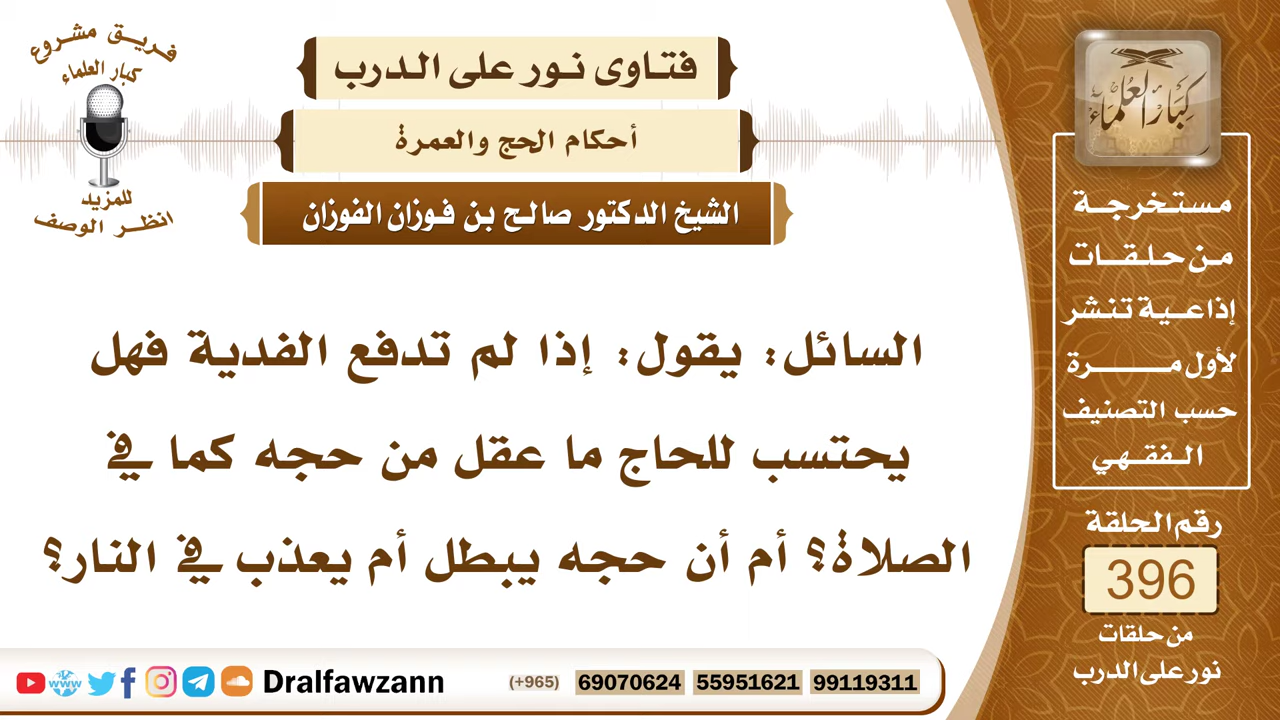 فريق مشروع
كبار العلماء
للمزيد
انظر الوصف
فتاوى نور على الدرب
أحكام الحج والعمرة
الشيخ الدكتور صالح بن فوزان الفوزان
السائل: يقول: إذا لم تدفع الفدية فهل
يحتسب للحاج ما عقل من حجه كما في
الصلاة؟ أم أن حجه يبطل أم يعذب في النار؟
كبار العلماء
مستخرجة
من حلقات
إذاعية تنشر
لأول مرة
حسب التصنيف
الفقهي
رقم الحلقة
396
من حلقات
نور على الدرب
www
Dralfawzann
(+965) 69070624 55951621 99119311